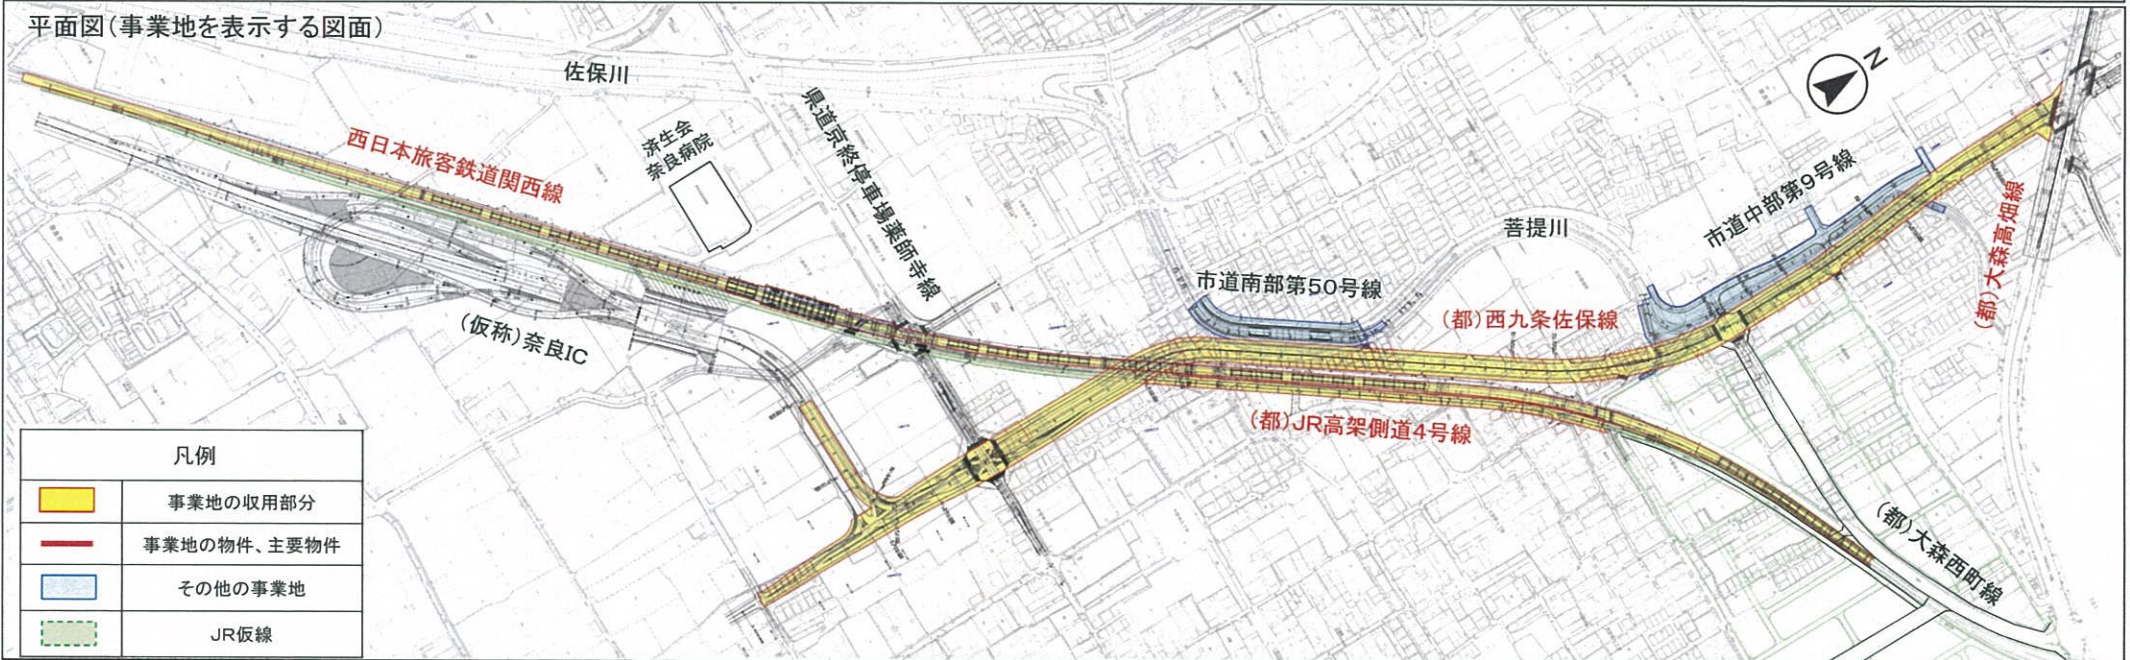 平面図(事業地を表示する図面)
佐保川
N
西日本旅客鉄道関西線
済生会
奈良病院
県道京終停車場薬師寺線
(仮称)奈良IC
市道南部第50号線
菩提川
市道中部第9号線
(都)西九条佐保線
(都)大森高畑線
(都)JR高架側道4号線
(都)大森西町線
凡例
事業地の収用部分
事業地の物件、主要物件
その他の事業地
JR仮線